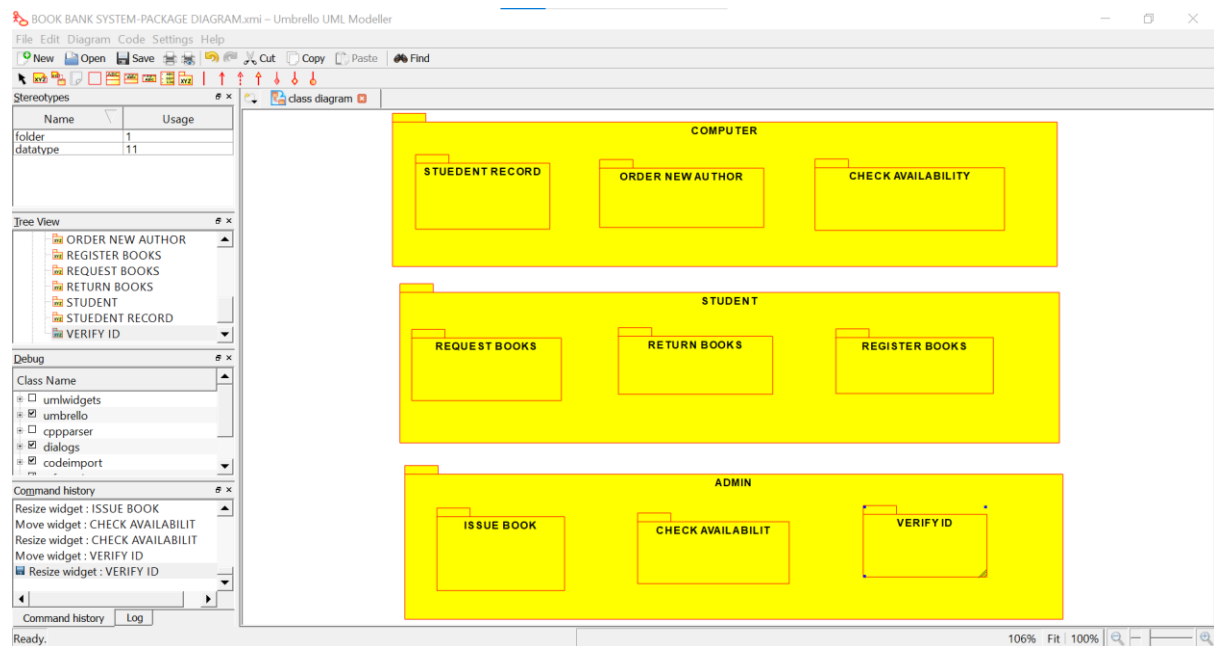 BOOK BANK SYSTEM-PACKAGE DIAGRAM.xmi – Umbrello UML Modeller
File Edit Diagram Code Settings Help
New Open Save Cut Copy Paste Find
Stereotypes
class diagram
Name Usage
folder 1
datatype 11
Tree View
ORDER NEW AUTHOR
REGISTER BOOKS
REQUEST BOOKS
RETURN BOOKS
STUDENT
STUEDENT RECORD
VERIFY ID
Debug
Class Name
umlwidgets
umbrello
cppparser
dialogs
codeimport
Command history
Resize widget : ISSUE BOOK
Move widget : CHECK AVAILABILIT
Resize widget : CHECK AVAILABILIT
Move widget : VERIFY ID
Resize widget : VERIFY ID
Command history Log
COMPUTER
STUEDENT RECORD
ORDER NEW AUTHOR
CHECK AVAILABILITY
STUDENT
REQUEST BOOKS
RETURN BOOKS
REGISTER BOOKS
ADMIN
ISSUE BOOK
CHECK AVAILABILIT
VERIFY ID
Ready.
106% Fit 100%